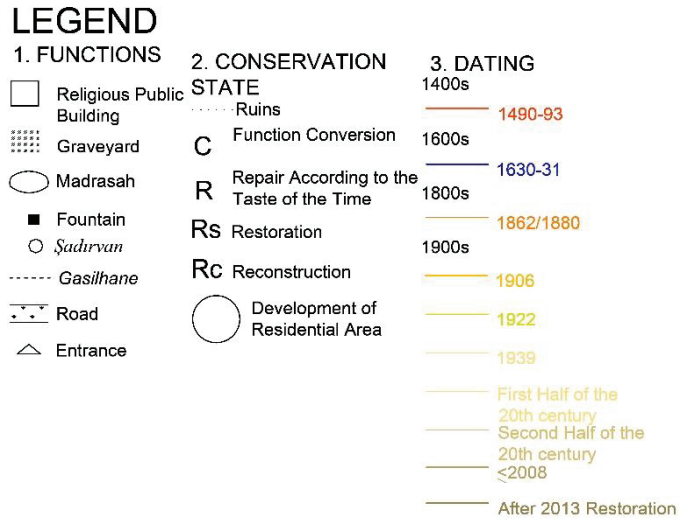 LEGEND
1. FUNCTIONS
Religious Public
Building
Graveyard
Madrasah
Fountain
Şadırvan
Gasilhane
Road
Entrance
2. CONSERVATION
STATE
Ruins
C Function Conversion
R Repair According to the
Taste of the Time
Rs Restoration
Rc Reconstruction
Development of
Residential Area
3. DATING
1400s
1490-93
1600s
1630-31
1800s
1862/1880
1900s
1906
1922
1939
First Half of the
20th century
Second Half of the
20th century
<2008
After 2013 Restoration